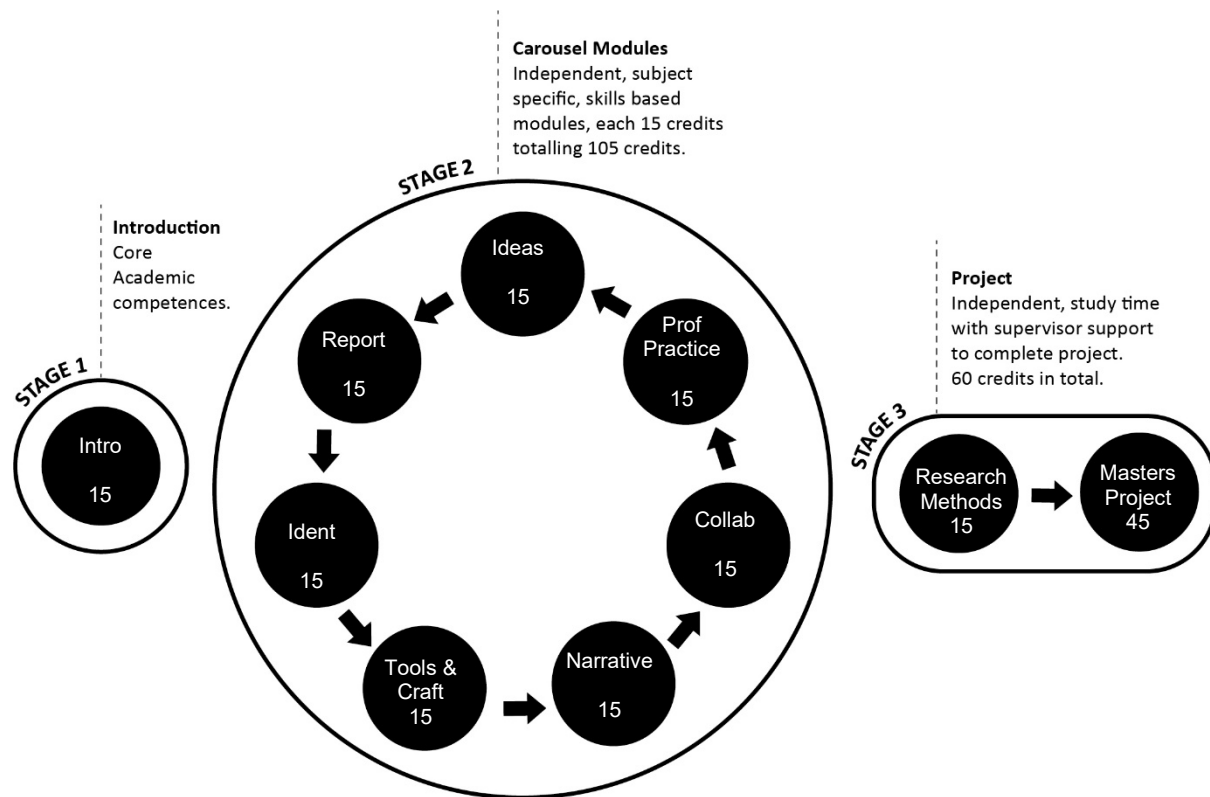 STAGE 1
Introduction
Core
Academic
competences.
Intro
15
STAGE 2
Carousel Modules
Independent, subject
specific, skills based
modules, each 15 credits
totalling 105 credits.
Ideas
15
Report
15
Ident
15
Tools &
Craft
15
Narrative
15
Collab
15
Prof
Practice
15
STAGE 3
Project
Independent, study time
with supervisor support
to complete project.
60 credits in total.
Research
Methods
15
Masters
Project
45